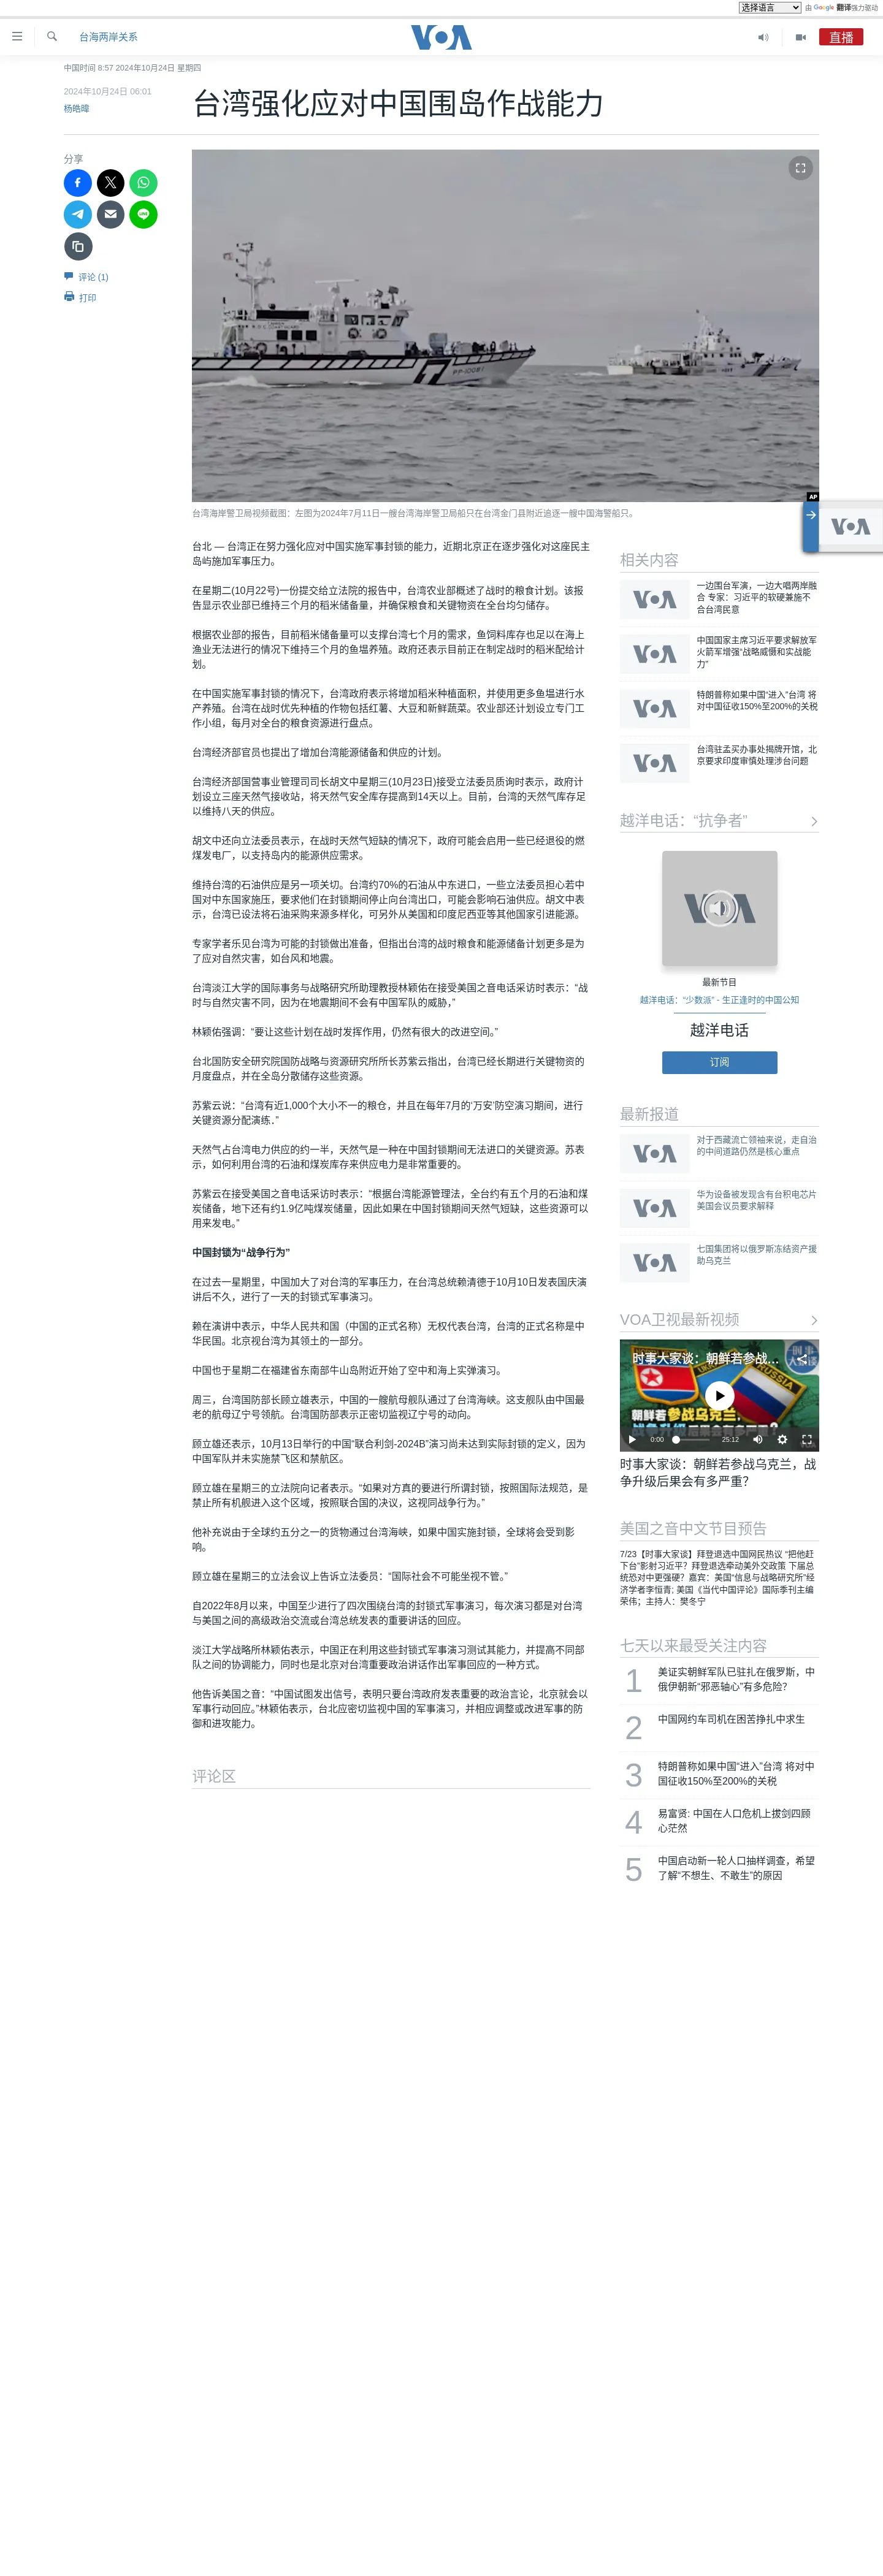 选择语言 由 Google 翻译强力驱动
台海两岸关系
VOA
直播
中国时间 8:57 2024年10月24日 星期四
2024年10月24日 06:01
杨皓暐
台湾强化应对中国围岛作战能力
分享
评论 (1)
打印
AP
台湾海岸警卫局视频截图：左图为2024年7月11日一艘台湾海岸警卫局船只在台湾金门县附近追逐一艘中国海警船只。
台北 — 台湾正在努力强化应对中国实施军事封锁的能力，近期北京正在逐步强化对这座民主
岛屿施加军事压力。
在星期二(10月22号)一份提交给立法院的报告中，台湾农业部概述了战时的粮食计划。该报
告显示农业部已维持三个月的稻米储备量，并确保粮食和关键物资在全台均匀储存。
根据农业部的报告，目前稻米储备量可以支撑台湾七个月的需求，鱼饲料库存也足以在海上
渔业无法进行的情况下维持三个月的鱼塭养殖。政府还表示目前正在制定战时的稻米配给计
划。
在中国实施军事封锁的情况下，台湾政府表示将增加稻米种植面积，并使用更多鱼塭进行水
产养殖。台湾在战时优先种植的作物包括红薯、大豆和新鲜蔬菜。农业部还计划设立专门工
作小组，每月对全台的粮食资源进行盘点。
台湾经济部官员也提出了增加台湾能源储备和供应的计划。
台湾经济部国营事业管理司司长胡文中星期三(10月23日)接受立法委员质询时表示，政府计
划设立三座天然气接收站，将天然气安全库存提高到14天以上。目前，台湾的天然气库存足
以维持八天的供应。
胡文中还向立法委员表示，在战时天然气短缺的情况下，政府可能会启用一些已经退役的燃
煤发电厂，以支持岛内的能源供应需求。
维持台湾的石油供应是另一项关切。台湾约70%的石油从中东进口，一些立法委员担心若中
国对中东国家施压，要求他们在封锁期间停止向台湾出口，可能会影响石油供应。胡文中表
示，台湾已设法将石油采购来源多样化，可另外从美国和印度尼西亚等其他国家引进能源。
专家学者乐见台湾为可能的封锁做出准备，但指出台湾的战时粮食和能源储备计划更多是为
了应对自然灾害，如台风和地震。
台湾淡江大学的国际事务与战略研究所助理教授林颖佑在接受美国之音电话采访时表示：“战
时与自然灾害不同，因为在地震期间不会有中国军队的威胁，”
林颖佑强调：“要让这些计划在战时发挥作用，仍然有很大的改进空间。”
台北国防安全研究院国防战略与资源研究所所长苏紫云指出，台湾已经长期进行关键物资的
月度盘点，并在全岛分散储存这些资源。
苏紫云说：“台湾有近1,000个大小不一的粮仓，并且在每年7月的‘万安’防空演习期间，进行
关键资源分配演练．”
天然气占台湾电力供应的约一半，天然气是一种在中国封锁期间无法进口的关键资源。苏表
示，如何利用台湾的石油和煤炭库存来供应电力是非常重要的。
苏紫云在接受美国之音电话采访时表示：“根据台湾能源管理法，全台约有五个月的石油和煤
炭储备，地下还有约1.9亿吨煤炭储量，因此如果在中国封锁期间天然气短缺，这些资源可以
用来发电。”
中国封锁为“战争行为”
在过去一星期里，中国加大了对台湾的军事压力，在台湾总统赖清德于10月10日发表国庆演
讲后不久，进行了一天的封锁式军事演习。
赖在演讲中表示，中华人民共和国（中国的正式名称）无权代表台湾，台湾的正式名称是中
华民国。北京视台湾为其领土的一部分。
中国也于星期二在福建省东南部牛山岛附近开始了空中和海上实弹演习。
周三，台湾国防部长顾立雄表示，中国的一艘航母舰队通过了台湾海峡。这支舰队由中国最
老的航母辽宁号领航。台湾国防部表示正密切监视辽宁号的动向。
顾立雄还表示，10月13日举行的中国“联合利剑-2024B”演习尚未达到实际封锁的定义，因为
中国军队并未实施禁飞区和禁航区。
顾立雄在星期三的立法院向记者表示。“如果对方真的要进行所谓封锁，按照国际法规范，是
禁止所有机舰进入这个区域，按照联合国的决议，这视同战争行为。”
他补充说由于全球约五分之一的货物通过台湾海峡，如果中国实施封锁，全球将会受到影
响。
顾立雄在星期三的立法会议上告诉立法委员：“国际社会不可能坐视不管。”
自2022年8月以来，中国至少进行了四次围绕台湾的封锁式军事演习，每次演习都是对台湾
与美国之间的高级政治交流或台湾总统发表的重要讲话的回应。
淡江大学战略所林颖佑表示，中国正在利用这些封锁式军事演习测试其能力，并提高不同部
队之间的协调能力，同时也是北京对台湾重要政治讲话作出军事回应的一种方式。
他告诉美国之音：“中国试图发出信号，表明只要台湾政府发表重要的政治言论，北京就会以
军事行动回应。”林颖佑表示，台北应密切监视中国的军事演习，并相应调整或改进军事的防
御和进攻能力。
评论区
VOA
相关内容
VOA
一边围台军演，一边大唱两岸融
合 专家：习近平的软硬兼施不
合台湾民意
VOA
中国国家主席习近平要求解放军
火箭军增强“战略威慑和实战能
力”
VOA
特朗普称如果中国“进入”台湾 将
对中国征收150%至200%的关税
VOA
台湾驻孟买办事处揭牌开馆，北
京要求印度审慎处理涉台问题
越洋电话：“抗争者”
最新节目
越洋电话：“少数派” - 生正逢时的中国公知
越洋电话
订阅
最新报道
VOA
对于西藏流亡领袖来说，走自治
的中间道路仍然是核心重点
VOA
华为设备被发现含有台积电芯片
美国会议员要求解释
VOA
七国集团将以俄罗斯冻结资产援
助乌克兰
VOA卫视最新视频
时事大家谈：朝鲜若参战…
时事
大家谈
RUSSIA
朝鲜若参战乌克兰，
战争升级后果会有多严重？
0:00 25:12
时事大家谈：朝鲜若参战乌克兰，战
争升级后果会有多严重？
美国之音中文节目预告
7/23【时事大家谈】拜登退选中国网民热议 “把他赶
下台”影射习近平？拜登退选牵动美外交政策 下届总
统恐对中更强硬？嘉宾：美国“信息与战略研究所”经
济学者李恒青; 美国《当代中国评论》国际季刊主编
荣伟；主持人：樊冬宁
七天以来最受关注内容
1 美证实朝鲜军队已驻扎在俄罗斯，中
俄伊朝新“邪恶轴心”有多危险？
2 中国网约车司机在困苦挣扎中求生
3 特朗普称如果中国“进入”台湾 将对中
国征收150%至200%的关税
4 易富贤: 中国在人口危机上拔剑四顾
心茫然
5 中国启动新一轮人口抽样调查，希望
了解“不想生、不敢生”的原因